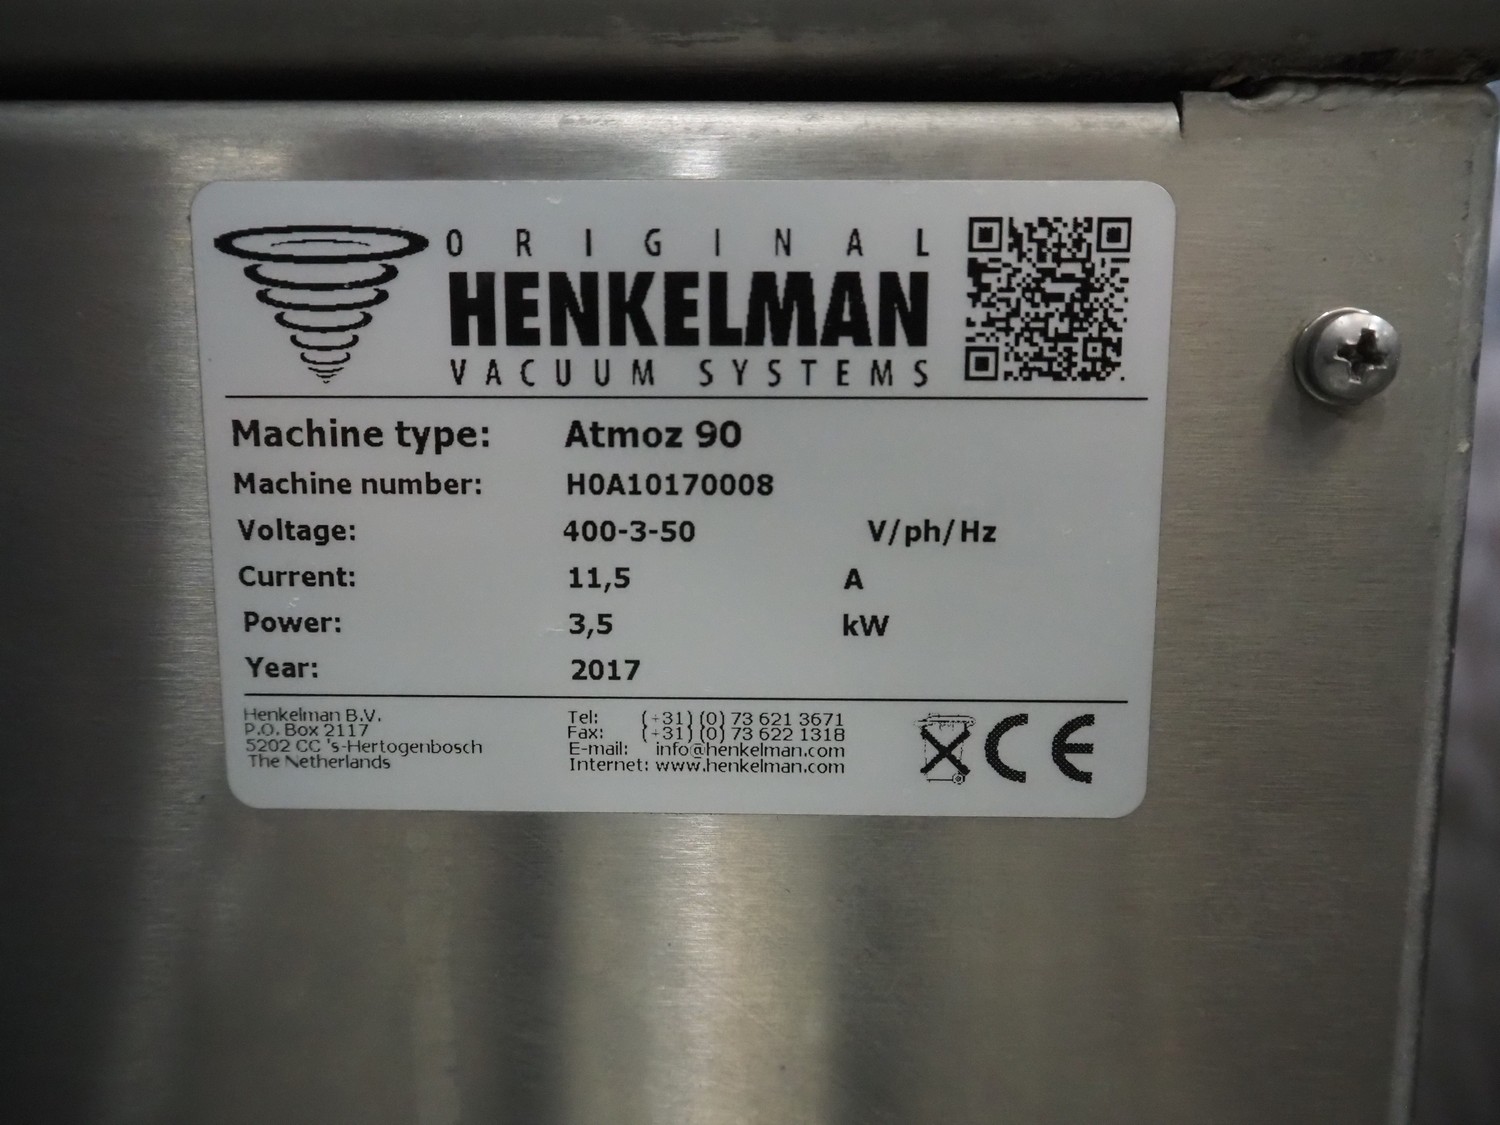 ORIGINAL
HENKELMAN
VACUUM SYSTEMS
Machine type: Atmoz 90
Machine number: H0A10170008
Voltage: 400-3-50 V/ph/Hz
Current: 11,5 A
Power: 3,5 kW
Year: 2017
Henkelman B.V.
P.O. Box 2117
5202 CC 's-Hertogenbosch
The Netherlands
Tel: (+31) (0) 73 621 3671
Fax: (+31) (0) 73 622 1318
E-mail: info@henkelman.com
Internet: www.henkelman.com
CE